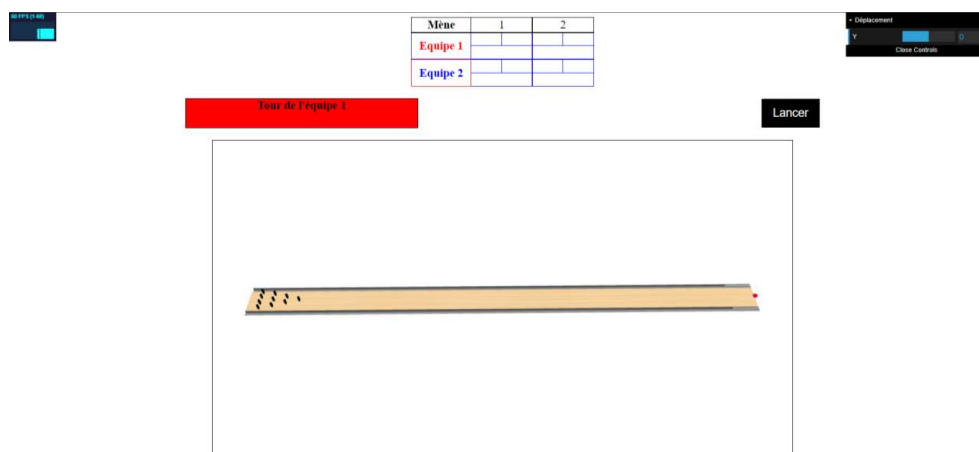 60 FPS (1-60)
Mène 1 2
Equipe 1
Equipe 2
Déplacement
Y 0
Close Controls
Tour de l'équipe 1
Lancer